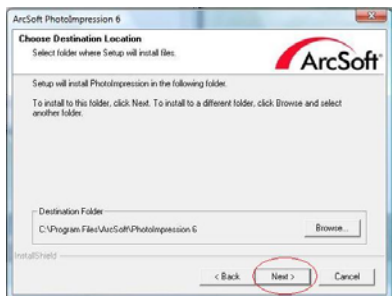 ArcSoft PhotoImpression 6
Choose Destination Location
Select folder where Setup will install files.
ArcSoft®
Setup will install PhotoImpression in the following folder.
To install to this folder, click Next. To install to a different folder, click Browse and select
another folder.
Destination Folder
C:\Program Files\ArcSoft\PhotoImpression 6
Browse...
InstallShield
< Back
Next >
Cancel